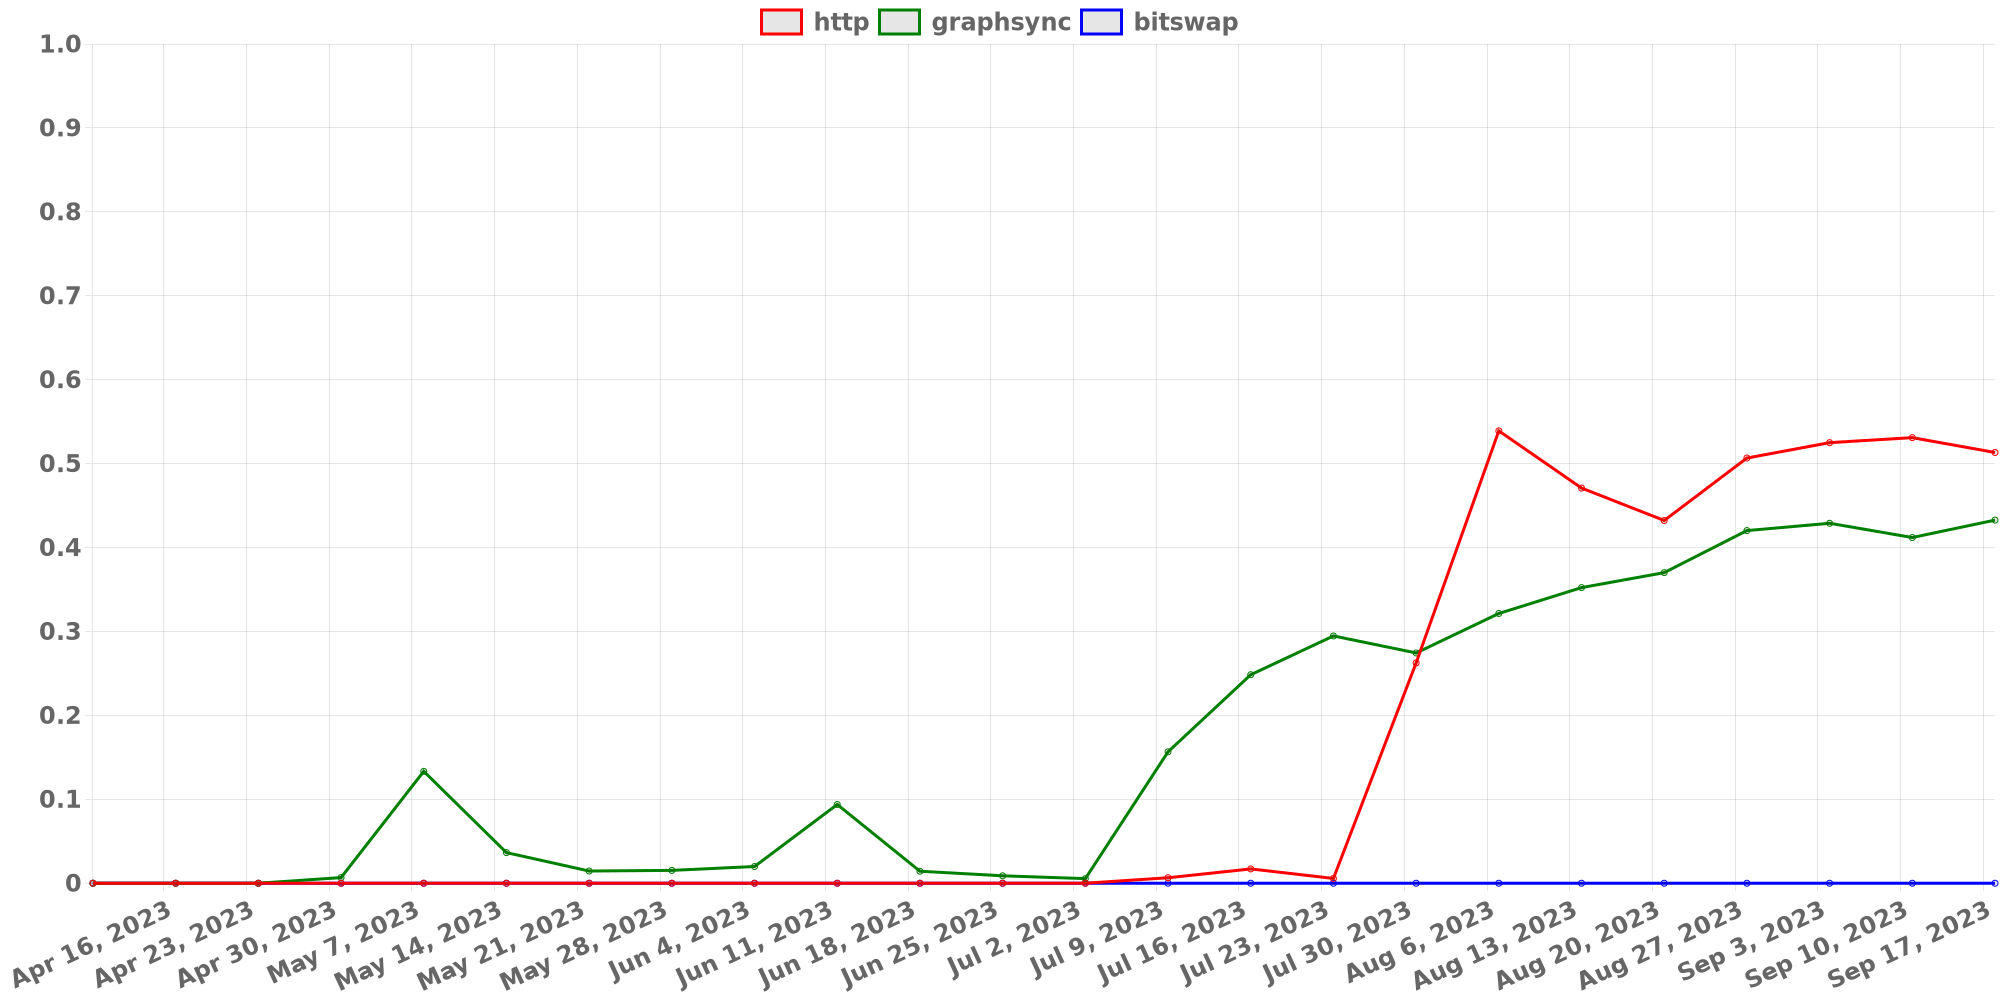 http graphsync bitswap
1.0
0.9
0.8
0.7
0.6
0.5
0.4
0.3
0.2
0.1
0
Apr 16, 2023
Apr 23, 2023
Apr 30, 2023
May 7, 2023
May 14, 2023
May 21, 2023
May 28, 2023
Jun 4, 2023
Jun 11, 2023
Jun 18, 2023
Jun 25, 2023
Jul 2, 2023
Jul 9, 2023
Jul 16, 2023
Jul 23, 2023
Jul 30, 2023
Aug 6, 2023
Aug 13, 2023
Aug 20, 2023
Aug 27, 2023
Sep 3, 2023
Sep 10, 2023
Sep 17, 2023